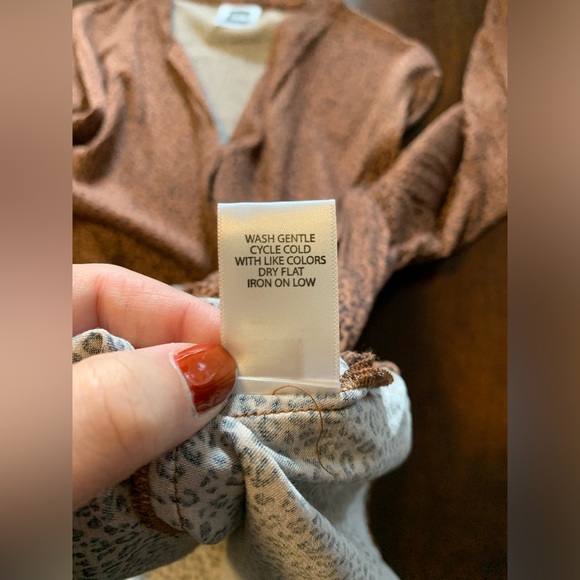 WASH GENTLE
CYCLE COLD
WITH LIKE COLORS
DRY FLAT
IRON ON LOW